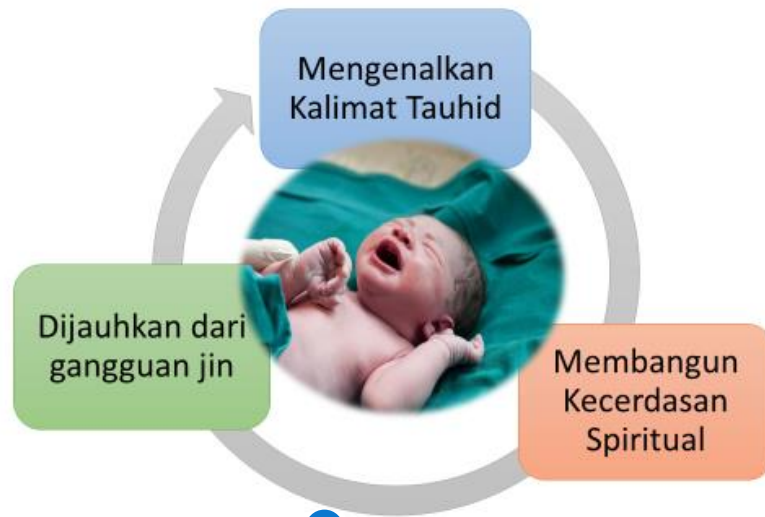 Mengenalkan
Kalimat Tauhid
Dijauhkan dari
gangguan jin
Membangun
Kecerdasan
Spiritual